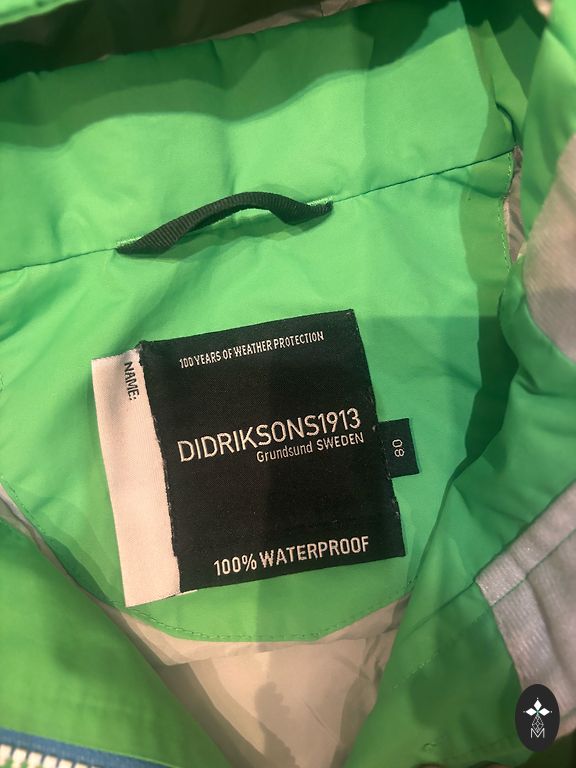 100 YEARS OF WEATHER PROTECTION
NAME:
DIDRIKSONS1913
Grundsund SWEDEN
80
100% WATERPROOF
M